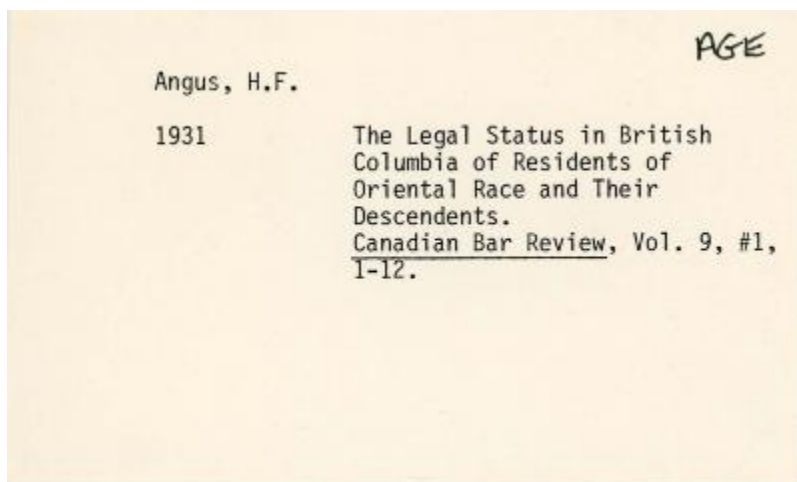 AGE
Angus, H.F.
1931 The Legal Status in British
Columbia of Residents of
Oriental Race and Their
Descendents.
Canadian Bar Review, Vol. 9, #1,
1-12.